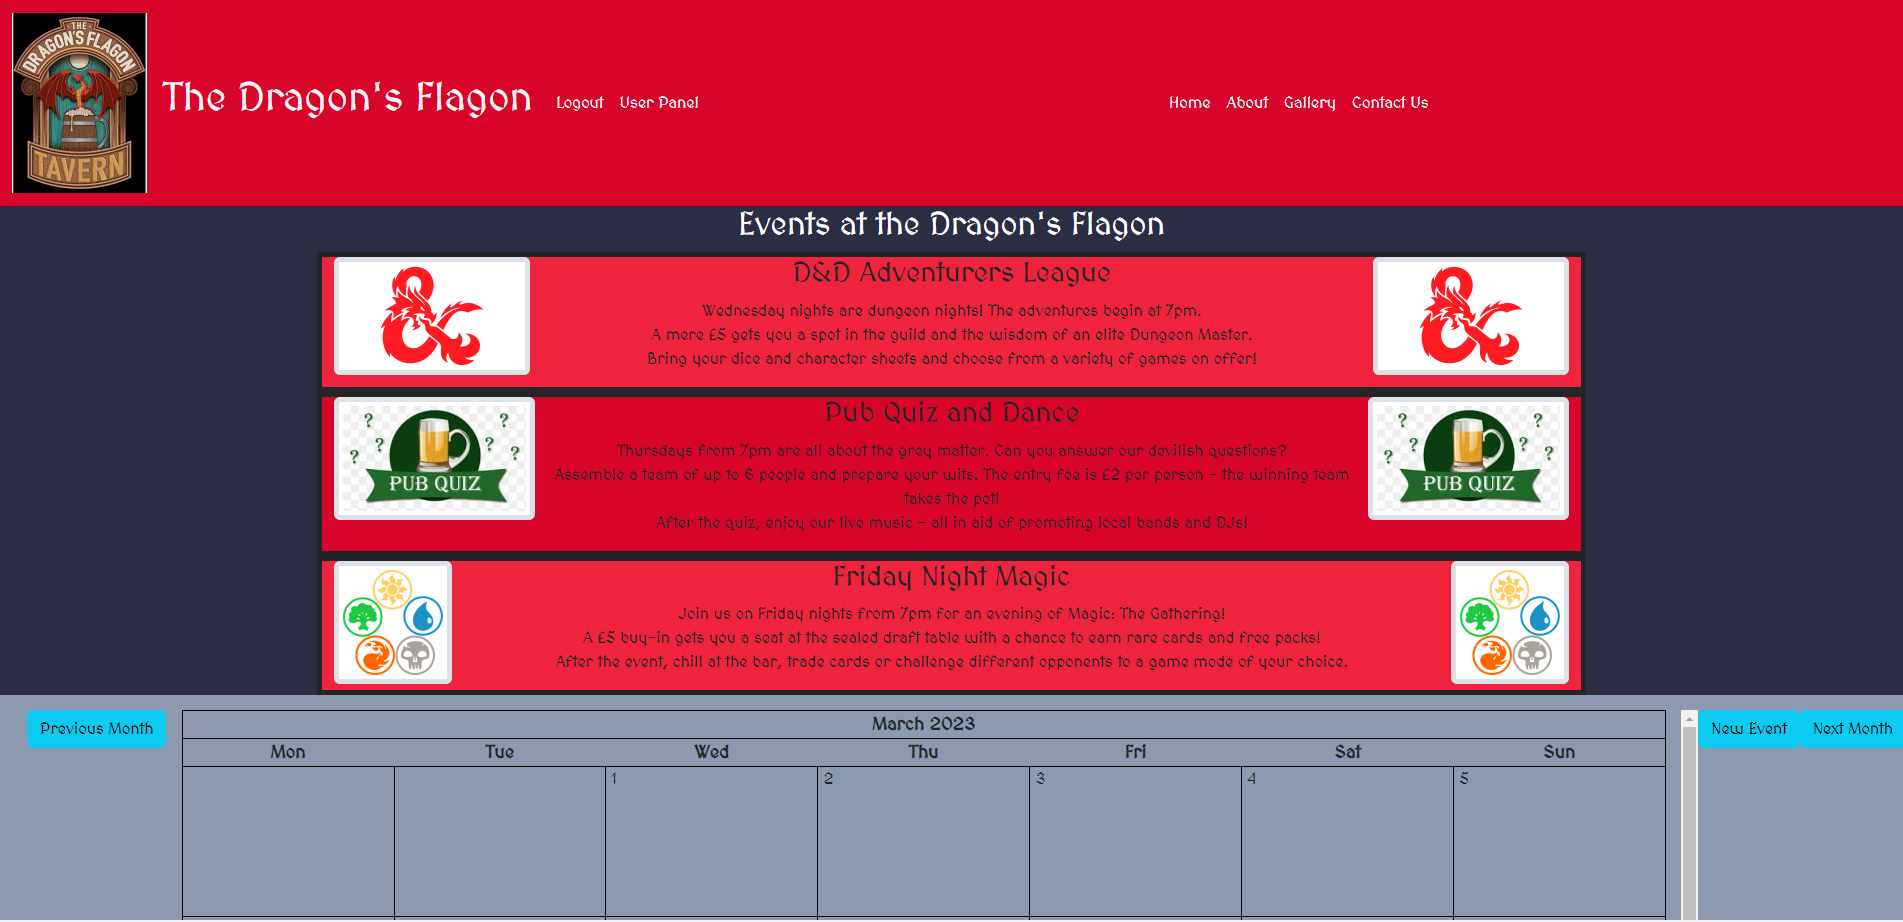 THE
DRAGON'S FLAGON
TAVERN
The Dragon's Flagon
Logout User Panel
Home About Gallery Contact Us
Events at the Dragon's Flagon
D&D Adventurers League
Wednesday nights are dungeon nights! The adventures begin at 7pm.
A mere £5 gets you a spot in the guild and the wisdom of an elite Dungeon Master.
Bring your dice and character sheets and choose from a variety of games on offer!
PUB QUIZ
Pub Quiz and Dance
Thursdays from 7pm are all about the grey matter. Can you answer our devilish questions?
Assemble a team of up to 6 people and prepare your wits. The entry fee is £2 per person - the winning team
takes the pot!
After the quiz, enjoy our live music - all in aid of promoting local bands and DJs!
PUB QUIZ
Friday Night Magic
Join us on Friday nights from 7pm for an evening of Magic: The Gathering!
A £5 buy-in gets you a seat at the sealed draft table with a chance to earn rare cards and free packs!
After the event, chill at the bar, trade cards or challenge different opponents to a game mode of your choice.
Previous Month
March 2023
New Event
Next Month
Mon Tue Wed Thu Fri Sat Sun
1 2 3 4 5